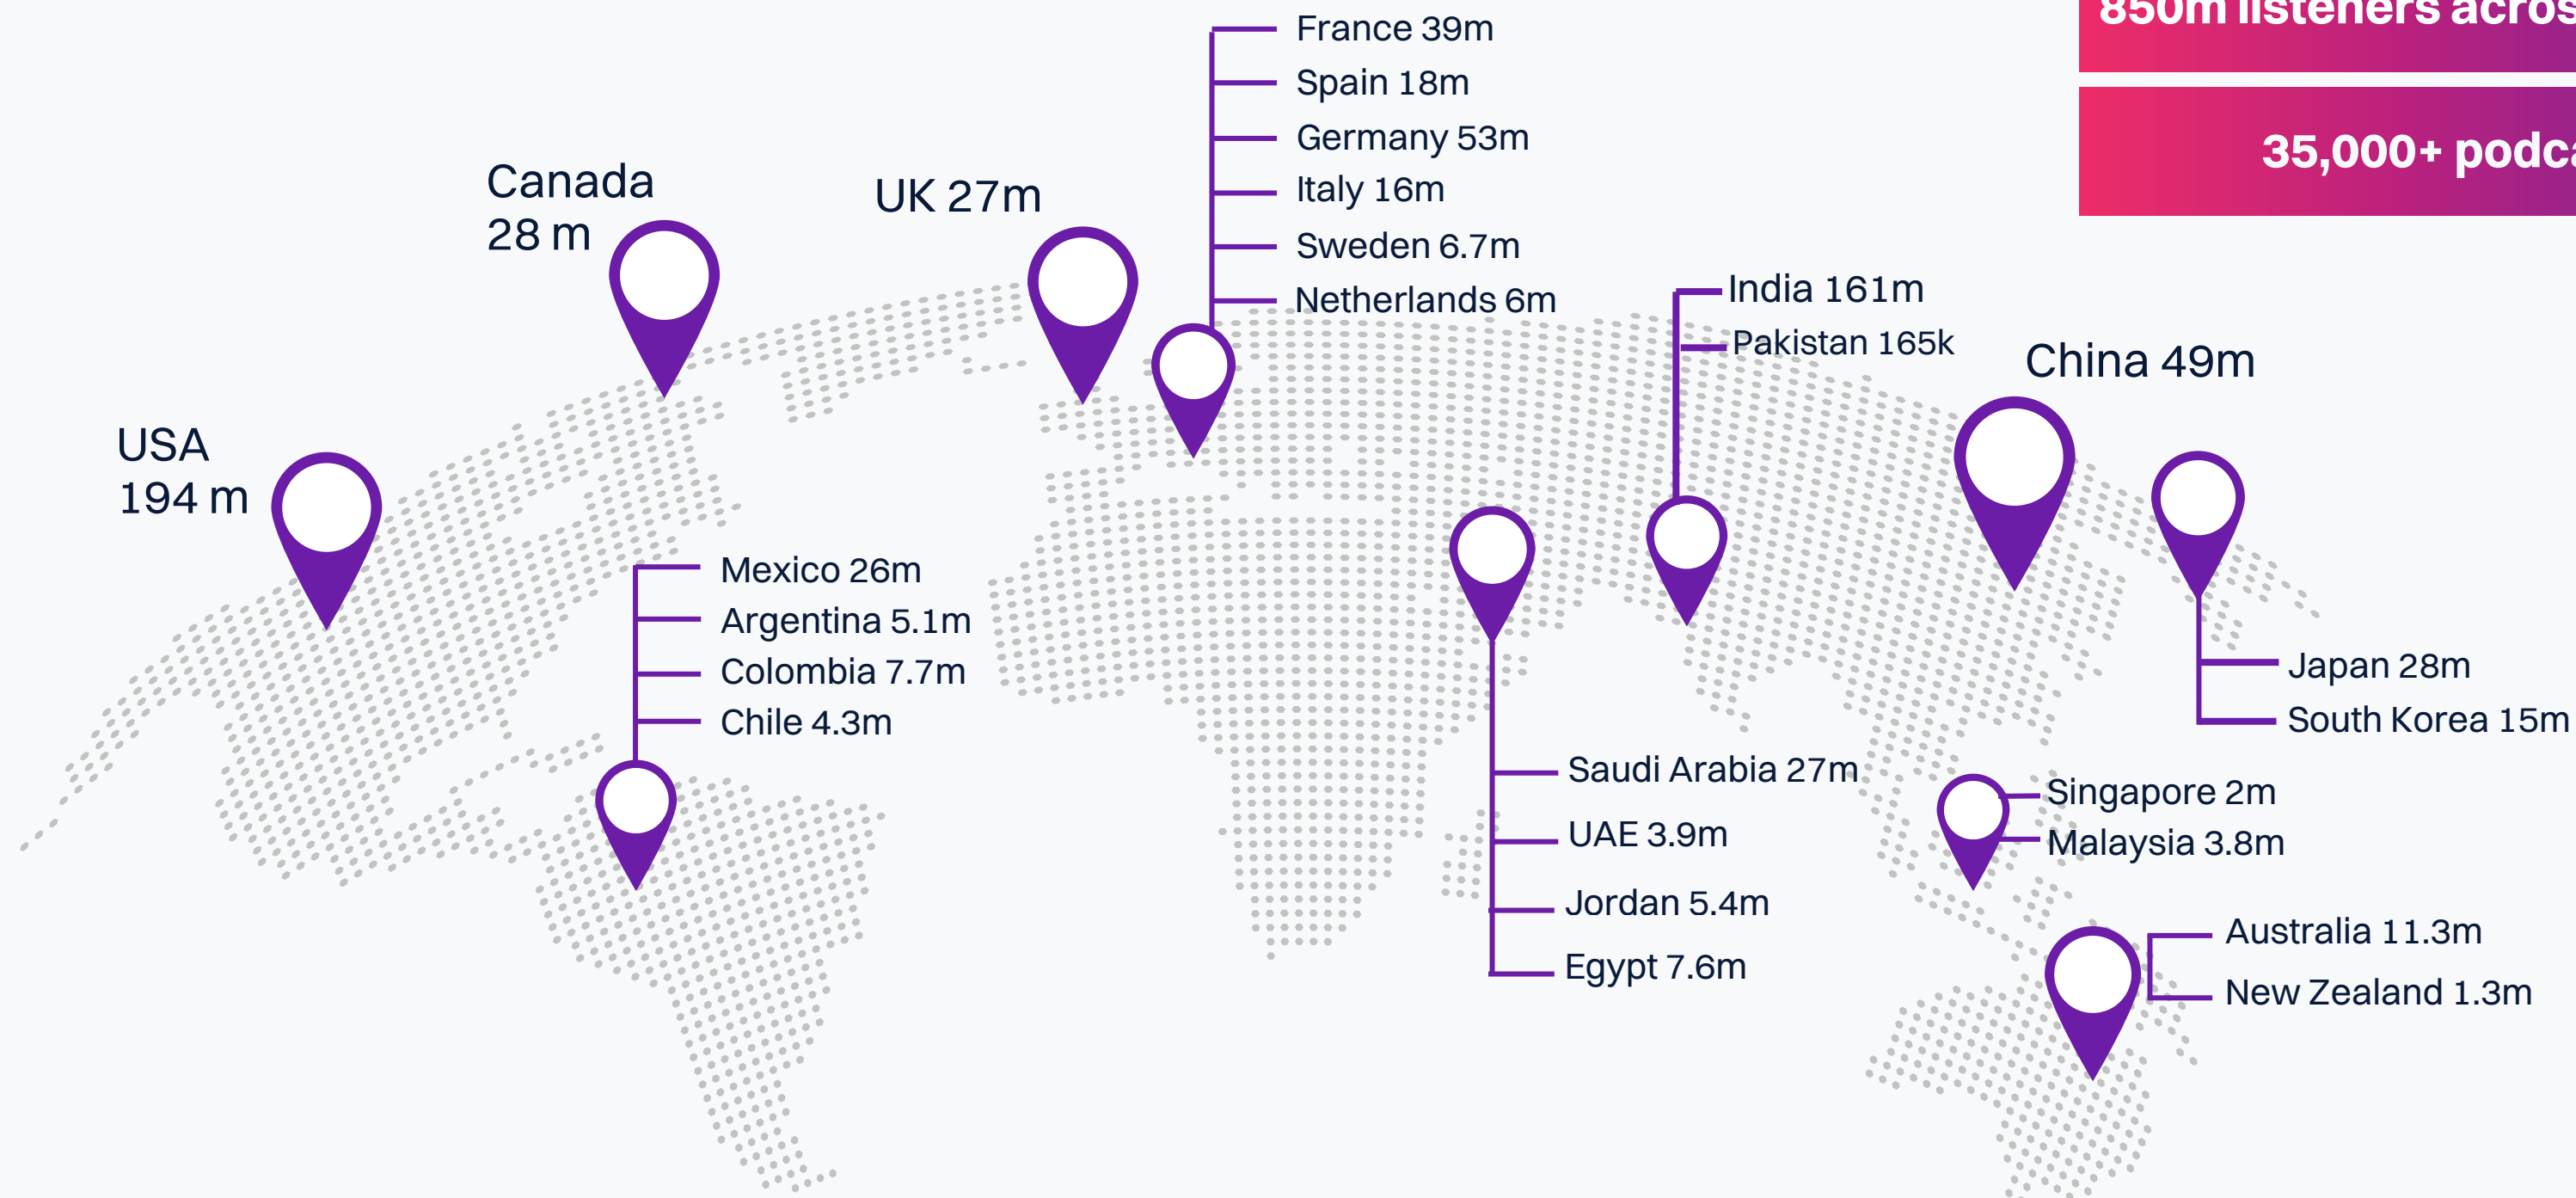 850m listeners
35,000+
France 39m
Spain 18m
Germany 53m
Italy 16m
Sweden 6.7m
Netherlands 6m
Canada
28 m
UK 27m
India 161m
Pakistan 165k
China 49m
USA
194 m
Mexico 26m
Argentina 5.1m
Colombia 7.7m
Chile 4.3m
Japan 28m
South Korea 15m
Saudi Arabia 27m
UAE 3.9m
Jordan 5.4m
Egypt 7.6m
Singapore 2m
Malaysia 3.8m
Australia 11.3m
New Zealand 1.3m